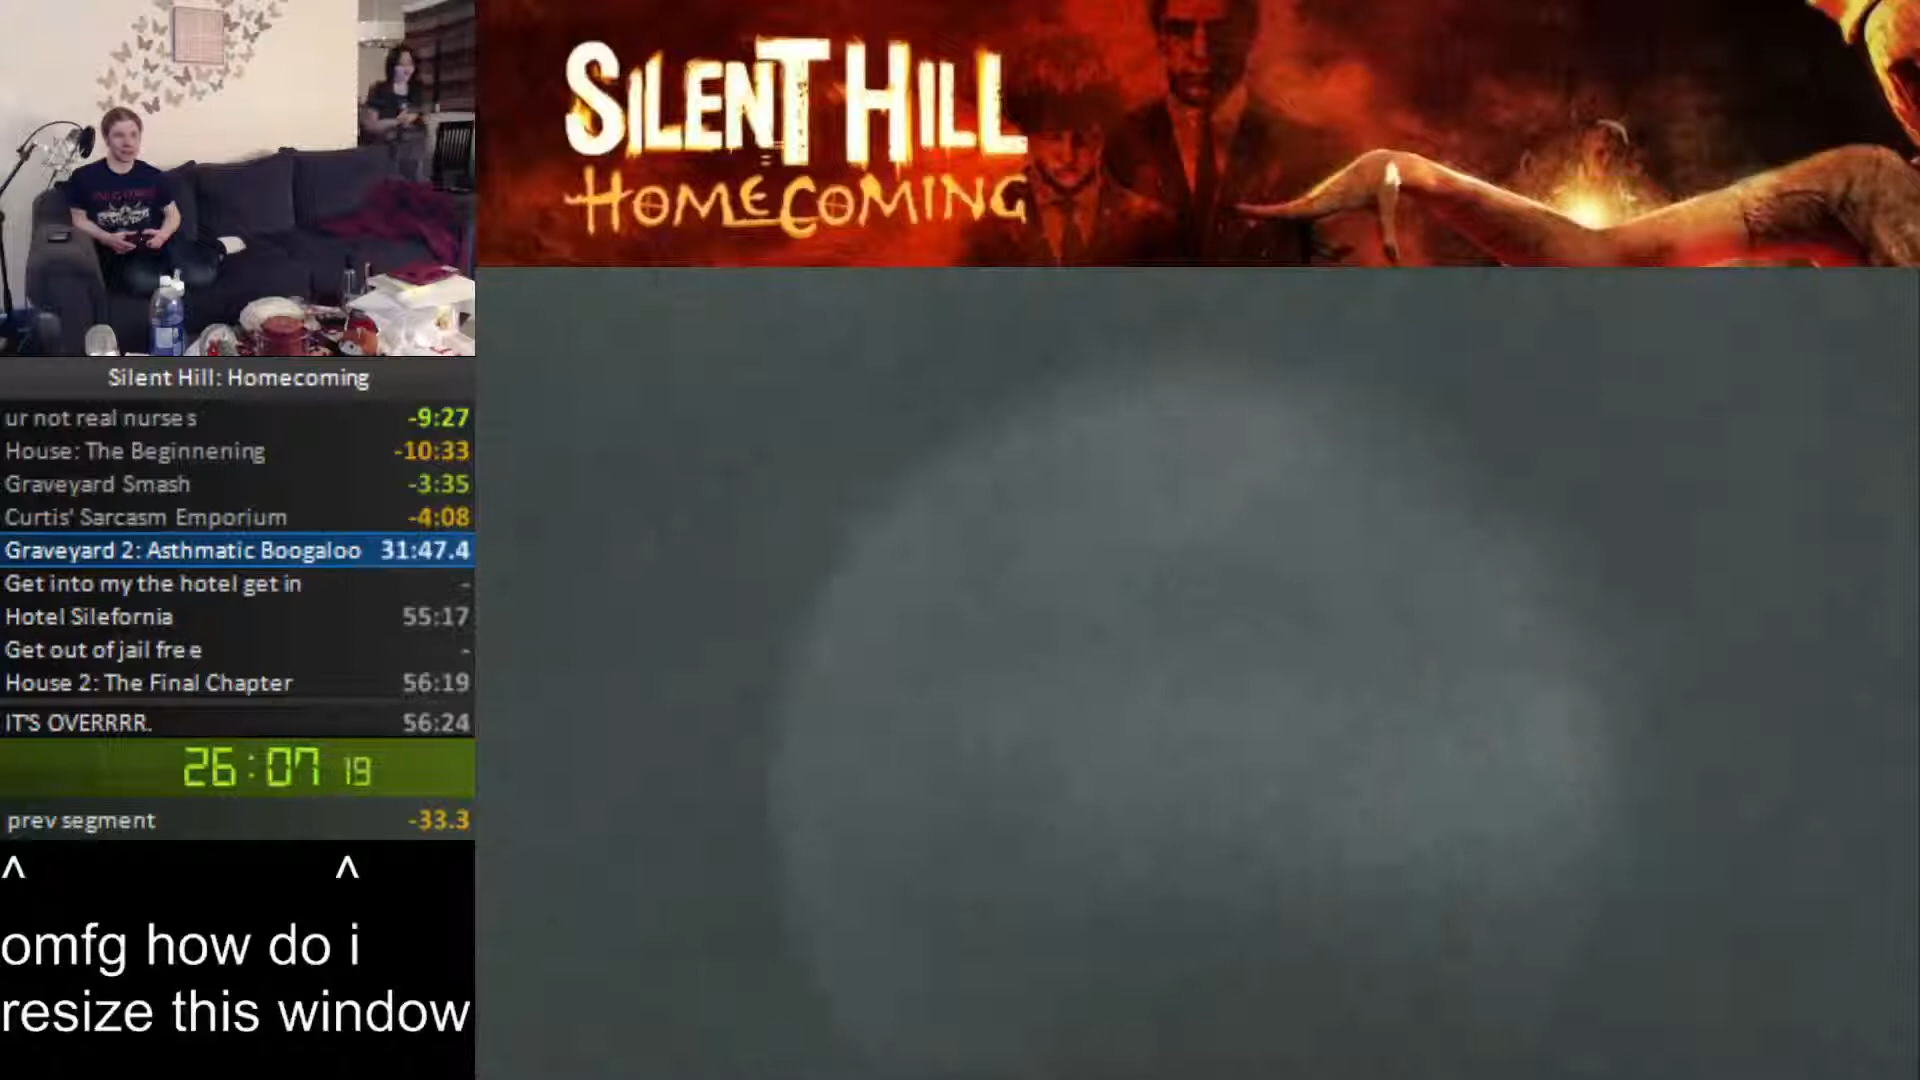 SILENT HILL
HOMECOMING
Silent Hill: Homecoming
ur not real nurses -9:27
House: The Beginnening -10:33
Graveyard Smash -3:35
Curtis' Sarcasm Emporium -4:08
Graveyard 2: Asthmatic Boogaloo 31:47.4
Get into my the hotel get in -
Hotel Silefornia 55:17
Get out of jail free -
House 2: The Final Chapter 56:19
IT'S OVERRRR. 56:24
26:07 19
prev segment -33.3
^ ^
omfg how do i
resize this window